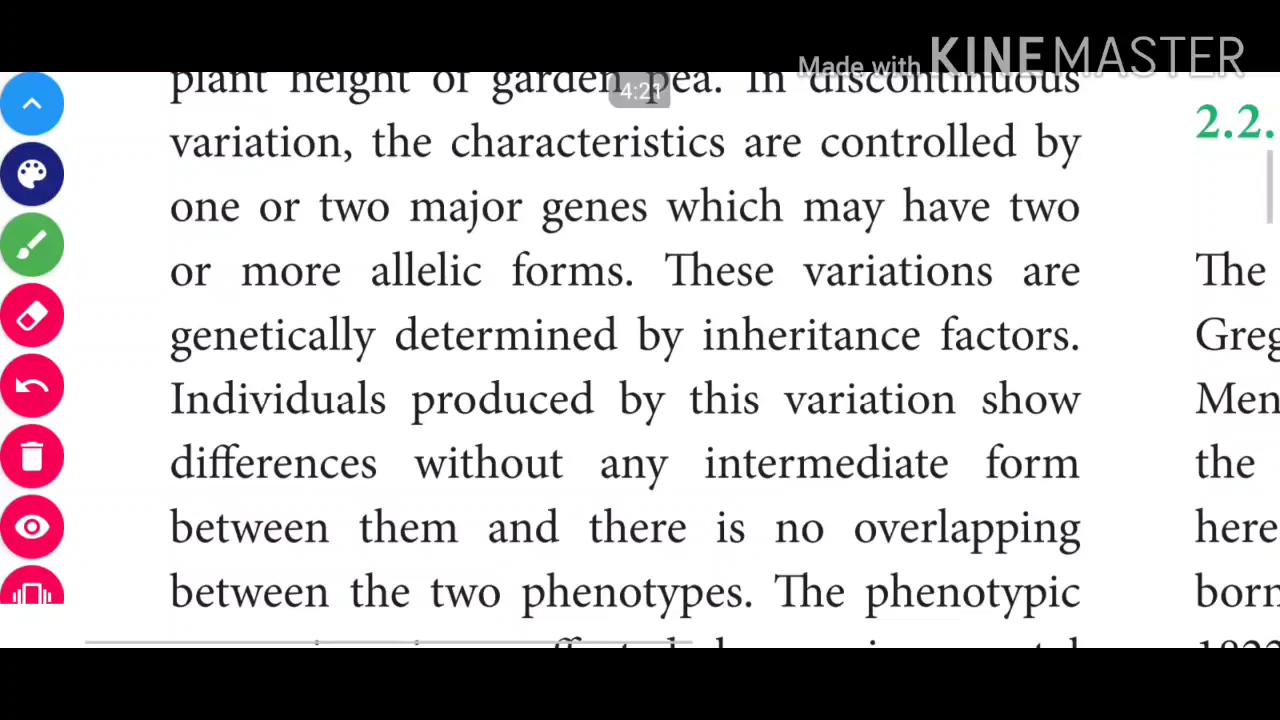 Made with KINEMASTER
plant height of garden pea. In discontinuous
4:21
variation, the characteristics are controlled by
one or two major genes which may have two
or more allelic forms. These variations are
genetically determined by inheritance factors.
Individuals produced by this variation show
differences without any intermediate form
between them and there is no overlapping
between the two phenotypes. The phenotypic
2.2.
The
Greg
Men
the
here
born